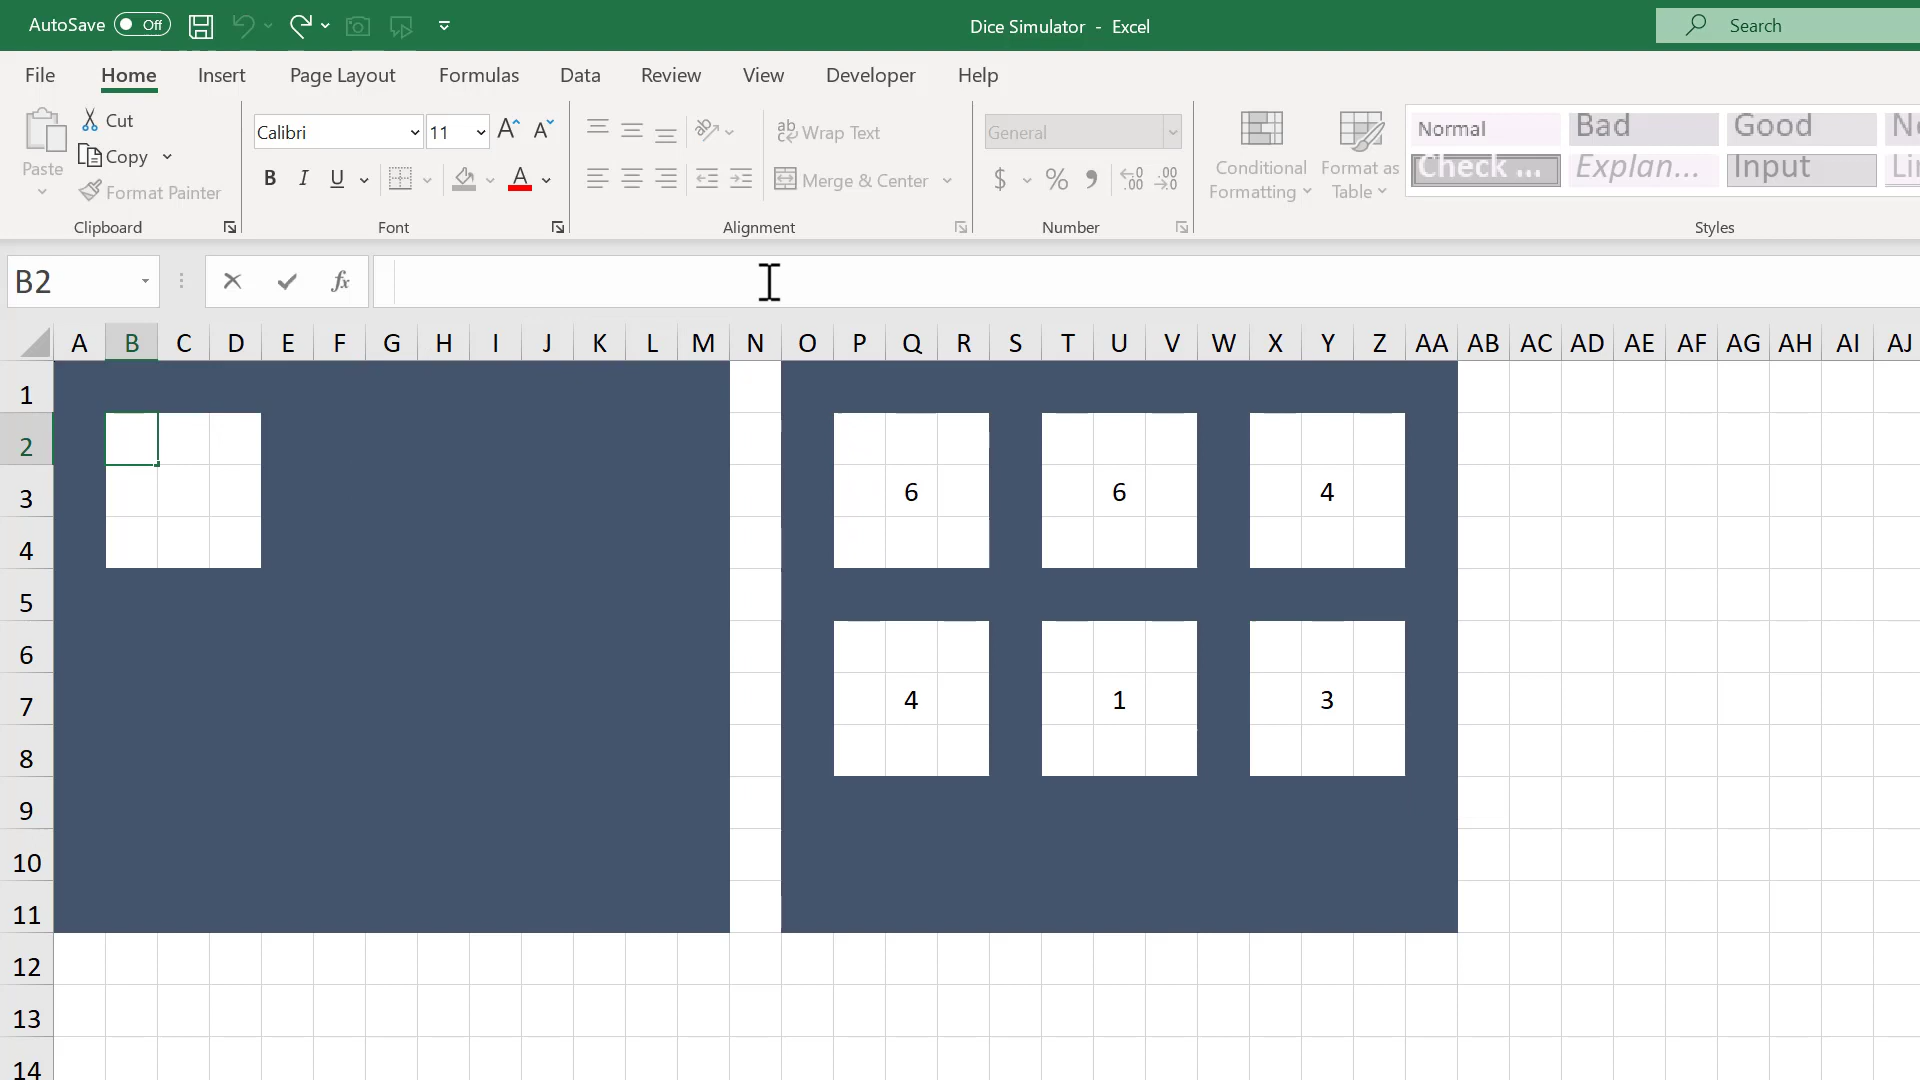 AutoSave Off
Dice Simulator - Excel
Search
File Home Insert Page Layout Formulas Data Review View Developer Help
Paste
Cut
Copy
Format Painter
Clipboard
Calibri 11 A A
B I U A
Font
ab Wrap Text
Merge & Center
Alignment
General
$ % 9 .00 .00
Number
Conditional Formatting
Format as Table
Normal Bad Good
Check ... Explan... Input
Styles
B2 fx
A B C D E F G H I J K L M N O P Q R S T U V W X Y Z AA AB AC AD AE AF AG AH AI AJ
1
2
3 6 6 4
4
5
6
7 4 1 3
8
9
10
11
12
13
14